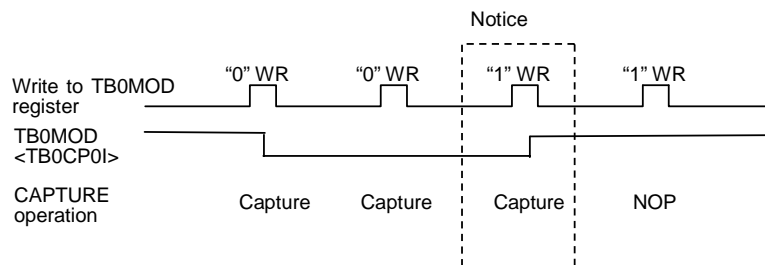 Notice
Write to TB0MOD
register
“0” WR “0” WR “1” WR “1” WR
TB0MOD
<TB0CP0I>
CAPTURE
operation
Capture Capture Capture NOP